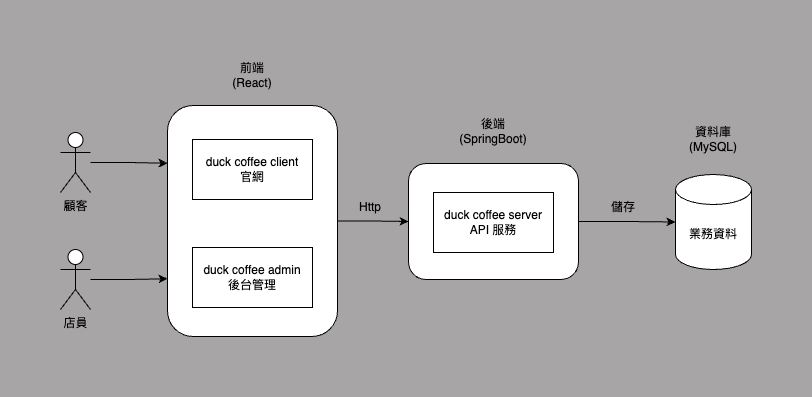 前端
(React)
後端
(SpringBoot)
資料庫
(MySQL)
duck coffee client
官網
顧客
Http
duck coffee server
API 服務
儲存
業務資料
duck coffee admin
後台管理
店員